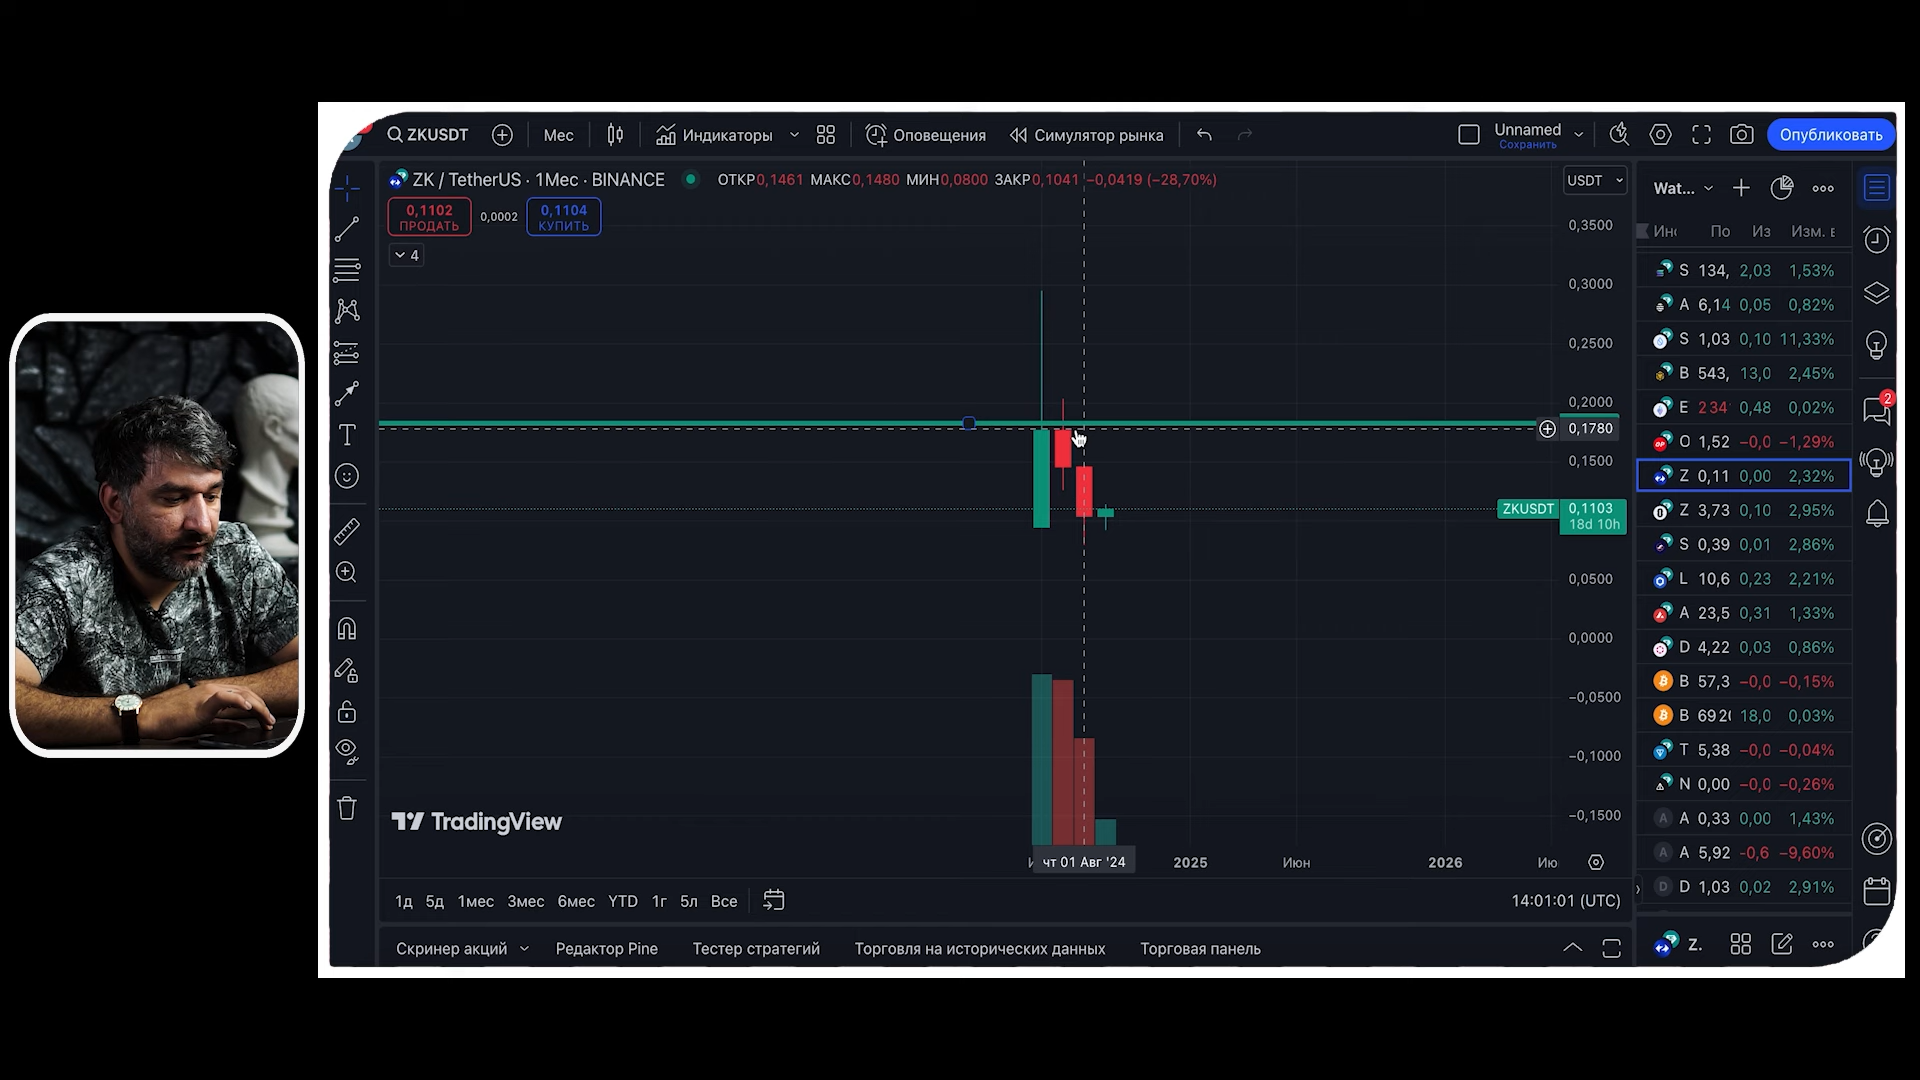 ZKUSDT Мес Индикаторы Оповещения Симулятор рынка Unnamed Сохранить Опубликовать
ZK / TetherUS · 1Мес · BINANCE ОТКР0,1461 МАКС0,1480 МИН0,0800 ЗАКР0,1041 −0,0419 (−28,70%)
0,1102 ПРОДАТЬ
0,0002
0,1104 КУПИТЬ
4
USDT
0,3500
0,3000
0,2500
0,2000
0,1780
0,1500
ZKUSDT 0,1103
18d 10h
0,0500
0,0000
−0,0500
−0,1000
−0,1500
TradingView
чт 01 Авг '24 2025 Июн 2026 Ию
1д 5д 1мес 3мес 6мес YTD 1г 5л Все 14:01:01 (UTC)
Скринер акций Редактор Pine Тестер стратегий Торговля на исторических данных Торговая панель
Wat...
Инс По Из Изм. в
S 134, 2,03 1,53%
A 6,14 0,05 0,82%
S 1,03 0,10 11,33%
B 543, 13,0 2,45%
E 2 34 0,48 0,02%
O 1,52 −0,0 −1,29%
Z 0,11 0,00 2,32%
Z 3,73 0,10 2,95%
S 0,39 0,01 2,86%
L 10,6 0,23 2,21%
A 23,5 0,31 1,33%
D 4,22 0,03 0,86%
B 57,3 −0,0 −0,15%
B 692 18,0 0,03%
T 5,38 −0,0 −0,04%
N 0,00 −0,0 −0,26%
A A 0,33 0,00 1,43%
A A 5,92 −0,6 −9,60%
D D 1,03 0,02 2,91%
Z.
2